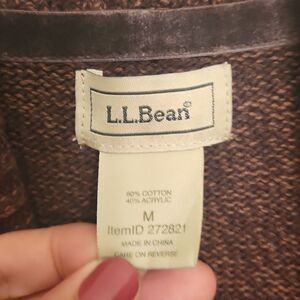 L.L.Bean®
60% COTTON
40% ACRYLIC
M
ItemID 272821
MADE IN CHINA
CARE ON REVERSE